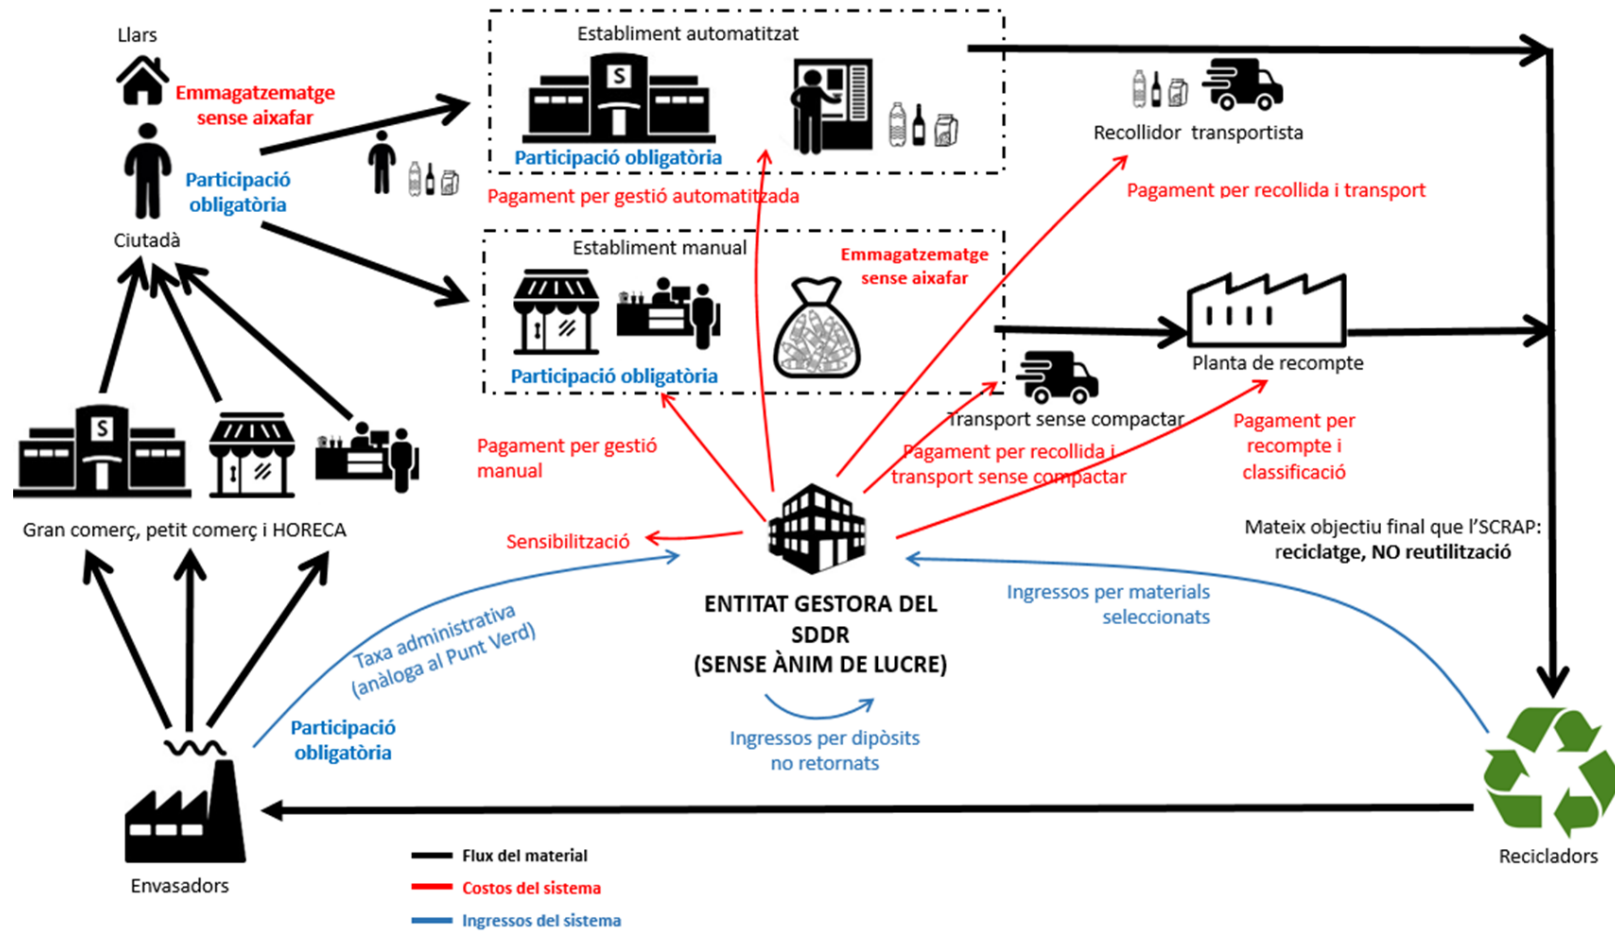 Llars
Emmagatzematge
sense aixafar
Participació
obligatòria
Ciutadà
Establiment automatitzat
S
Participació obligatòria
Pagament per gestió automatitzada
Recollidor transportista
Pagament per recollida i transport
Establiment manual
Emmagatzematge
sense aixafar
Participació obligatòria
Planta de recompte
Transport sense compactar
Pagament per
recompte i
classificació
Pagament per gestió
manual
Pagament per recollida i
transport sense compactar
S
Gran comerç, petit comerç i HORECA
Sensibilització
Mateix objectiu final que l’SCRAP:
reciclatge, NO reutilització
Taxa administrativa
(anàloga al Punt Verd)
ENTITAT GESTORA DEL
SDDR
(SENSE ÀNIM DE LUCRE)
Ingressos per materials
seleccionats
Participació
obligatòria
Ingressos per dipòsits
no retornats
Envasadors
Recicladors
Flux del material
Costos del sistema
Ingressos del sistema